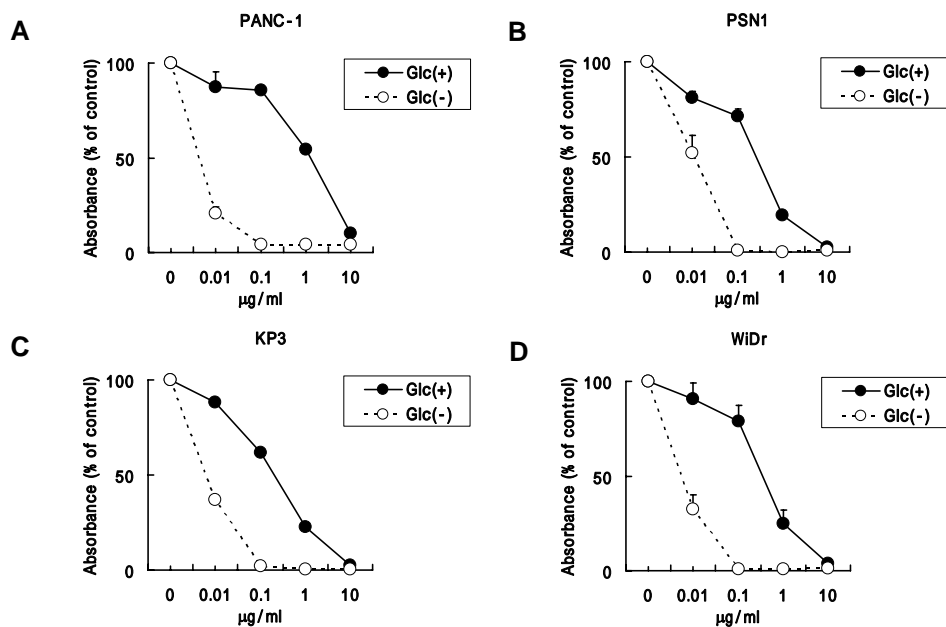 A
PANC-1
Absorbance (% of control)
100
50
0
0 0.01 0.1 1 10
μg/ml
Glc(+)
Glc(-)
B
PSN1
Absorbance (% of control)
100
50
0
0 0.01 0.1 1 10
μg/ml
Glc(+)
Glc(-)
C
KP3
Absorbance (% of control)
100
50
0
0 0.01 0.1 1 10
μg/ml
Glc(+)
Glc(-)
D
WiDr
Absorbance (% of control)
100
50
0
0 0.01 0.1 1 10
μg/ml
Glc(+)
Glc(-)